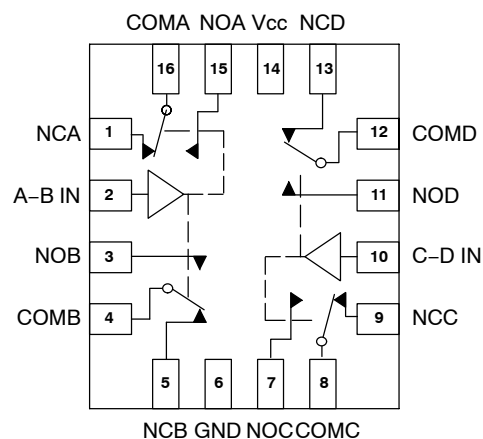 COMA NOA Vcc NCD
16 15 14 13
NCA 1 12 COMD
A–B IN 2 11 NOD
NOB 3 10 C–D IN
COMB 4 9 NCC
5 6 7 8
NCB GND NOC COMC